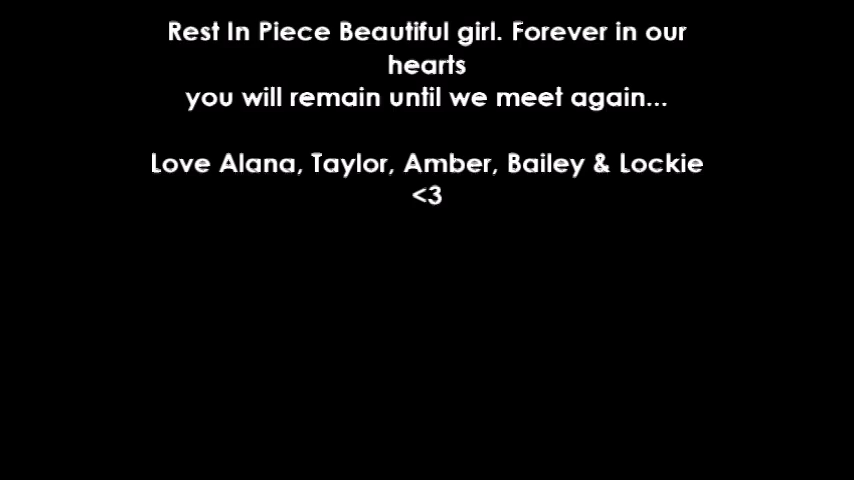 Rest In Piece Beautiful girl. Forever in our
hearts
you will remain until we meet again...
Love Alana, Taylor, Amber, Bailey & Lockie
<3